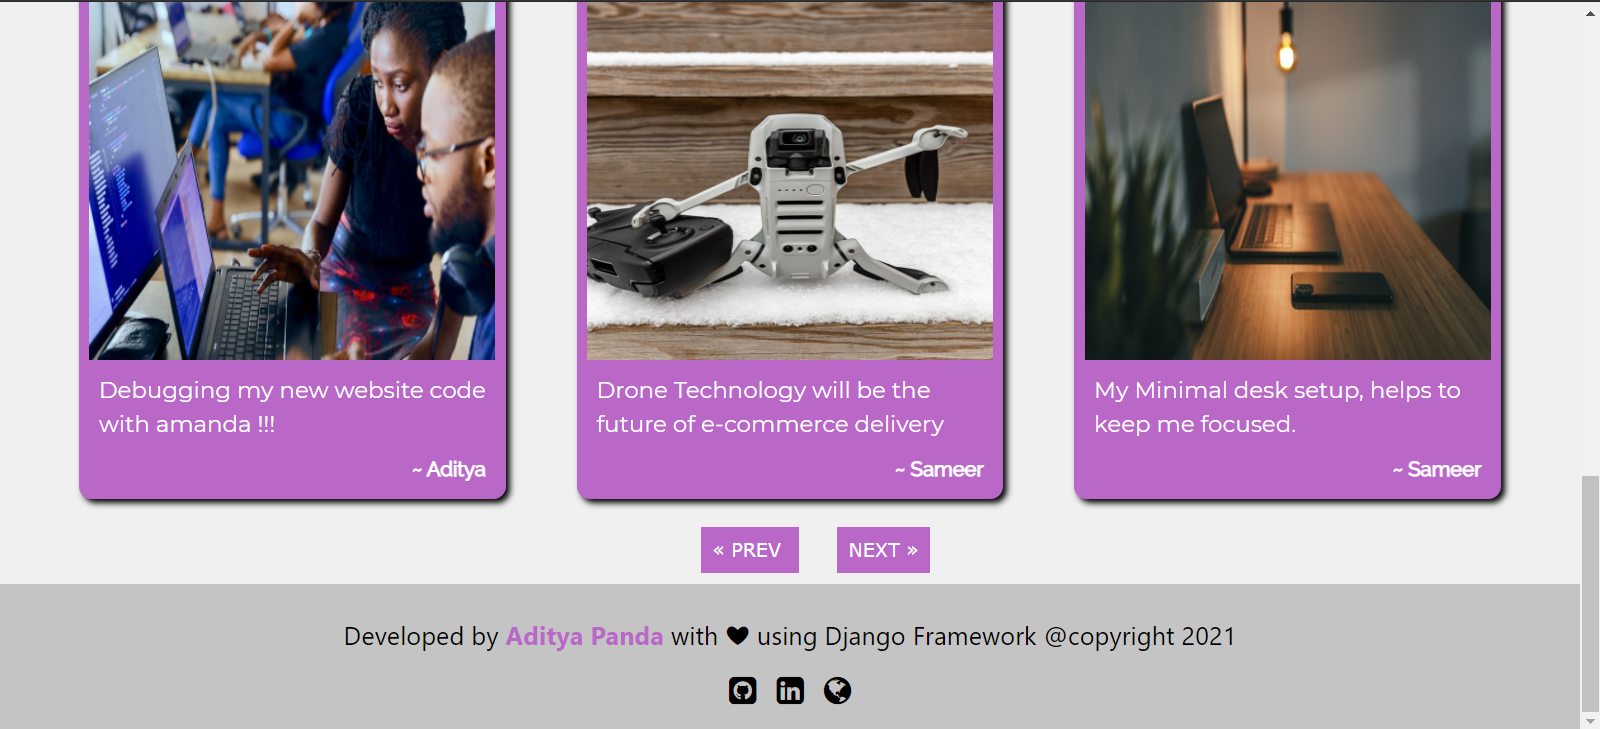 Debugging my new website code
with amanda !!!
~ Aditya
Drone Technology will be the
future of e-commerce delivery
~ Sameer
My Minimal desk setup, helps to
keep me focused.
~ Sameer
« PREV
NEXT »
Developed by Aditya Panda with ♥ using Django Framework @copyright 2021